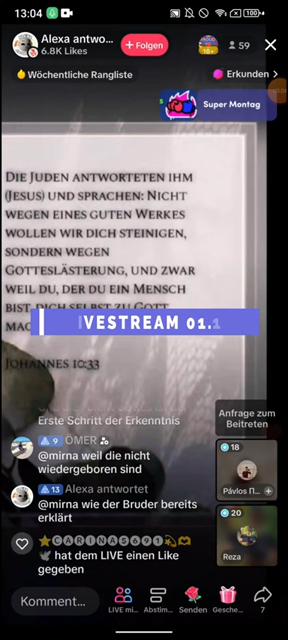 13:04
100+
Alexa antwo...
6.8K Likes
+ Folgen
18+
59
Wöchentliche Rangliste
Erkunden >
Super Montag
DIE JUDEN ANTWORTETEN IHM
(JESUS) UND SPRACHEN: NICHT
WEGEN EINES GUTEN WERKES
WOLLEN WIR DICH STEINIGEN,
SONDERN WEGEN
GOTTESLÄSTERUNG, UND ZWAR
WEIL DU, DER DU EIN MENSCH
BIST, DICH SELBST ZU GOTT
VESTREAM 01.1
JOHANNES 10:33
Erste Schritt der Erkenntnis
Anfrage zum
Beitreten
9 ÖMER
@mirna weil die nicht
wiedergeboren sind
18
Pávlos Π...
13 Alexa antwortet
@mirna wie der Bruder bereits
erklärt
20
Reza
CARINA5691
hat dem LIVE einen Like
gegeben
Komment...
LIVE mi...
Abstim...
Senden
Gesche...
7